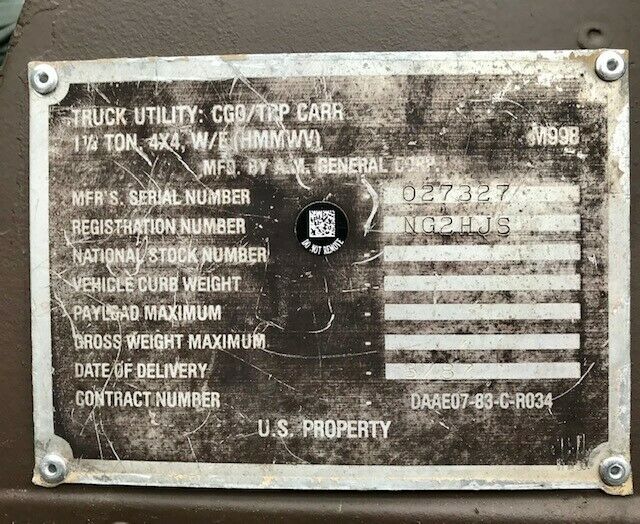 TRUCK UTILITY: CGO/TRP CARR
1¼ TON, 4X4, W/E (HMMWV) M998
MFD. BY A.M. GENERAL CORP.
MFR'S. SERIAL NUMBER 027327
REGISTRATION NUMBER NG2HJS
DO NOT REMOVE
NATIONAL STOCK NUMBER
VEHICLE CURB WEIGHT
PAYLOAD MAXIMUM
GROSS WEIGHT MAXIMUM
DATE OF DELIVERY
CONTRACT NUMBER DAAE07-83-C-R034
U.S. PROPERTY